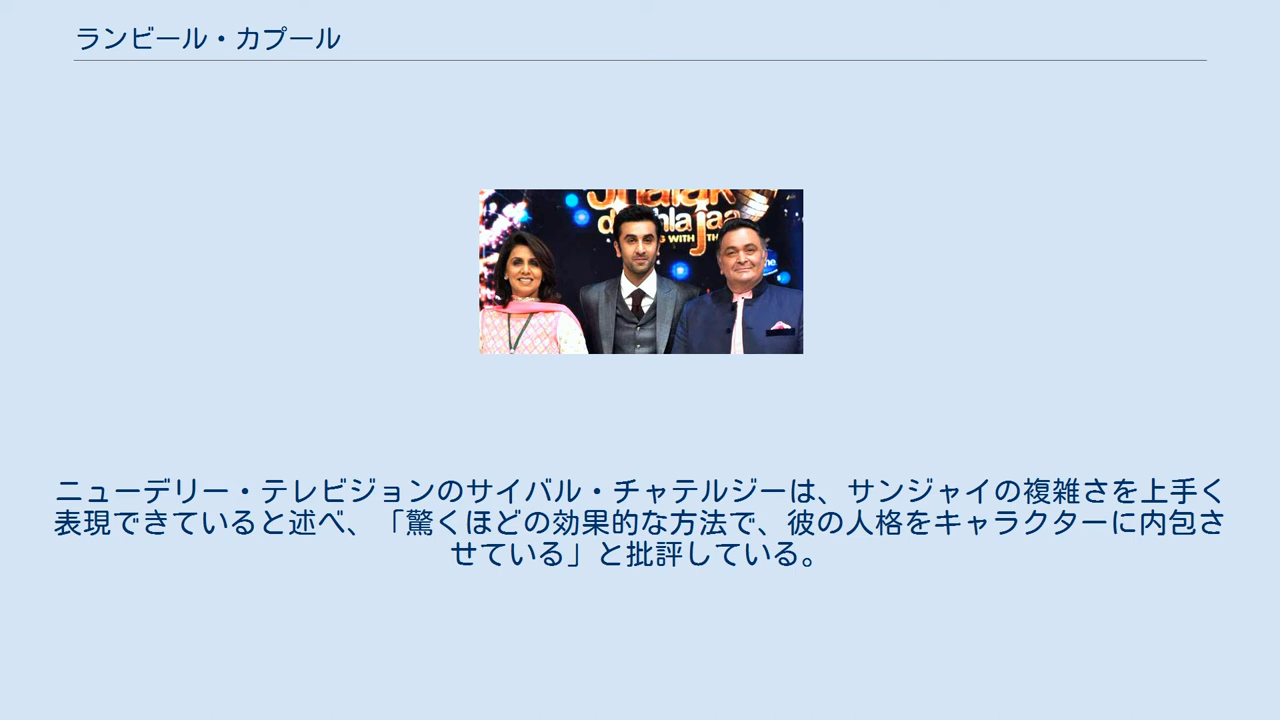 ランビール・カプール
Jhalak
dikhhla jaa
ニューデリー・テレビジョンのサイバル・チャテルジーは、サンジャイの複雑さを上手く
表現できていると述べ、「驚くほどの効果的な方法で、彼の人格をキャラクターに内包さ
せている」と批評している。